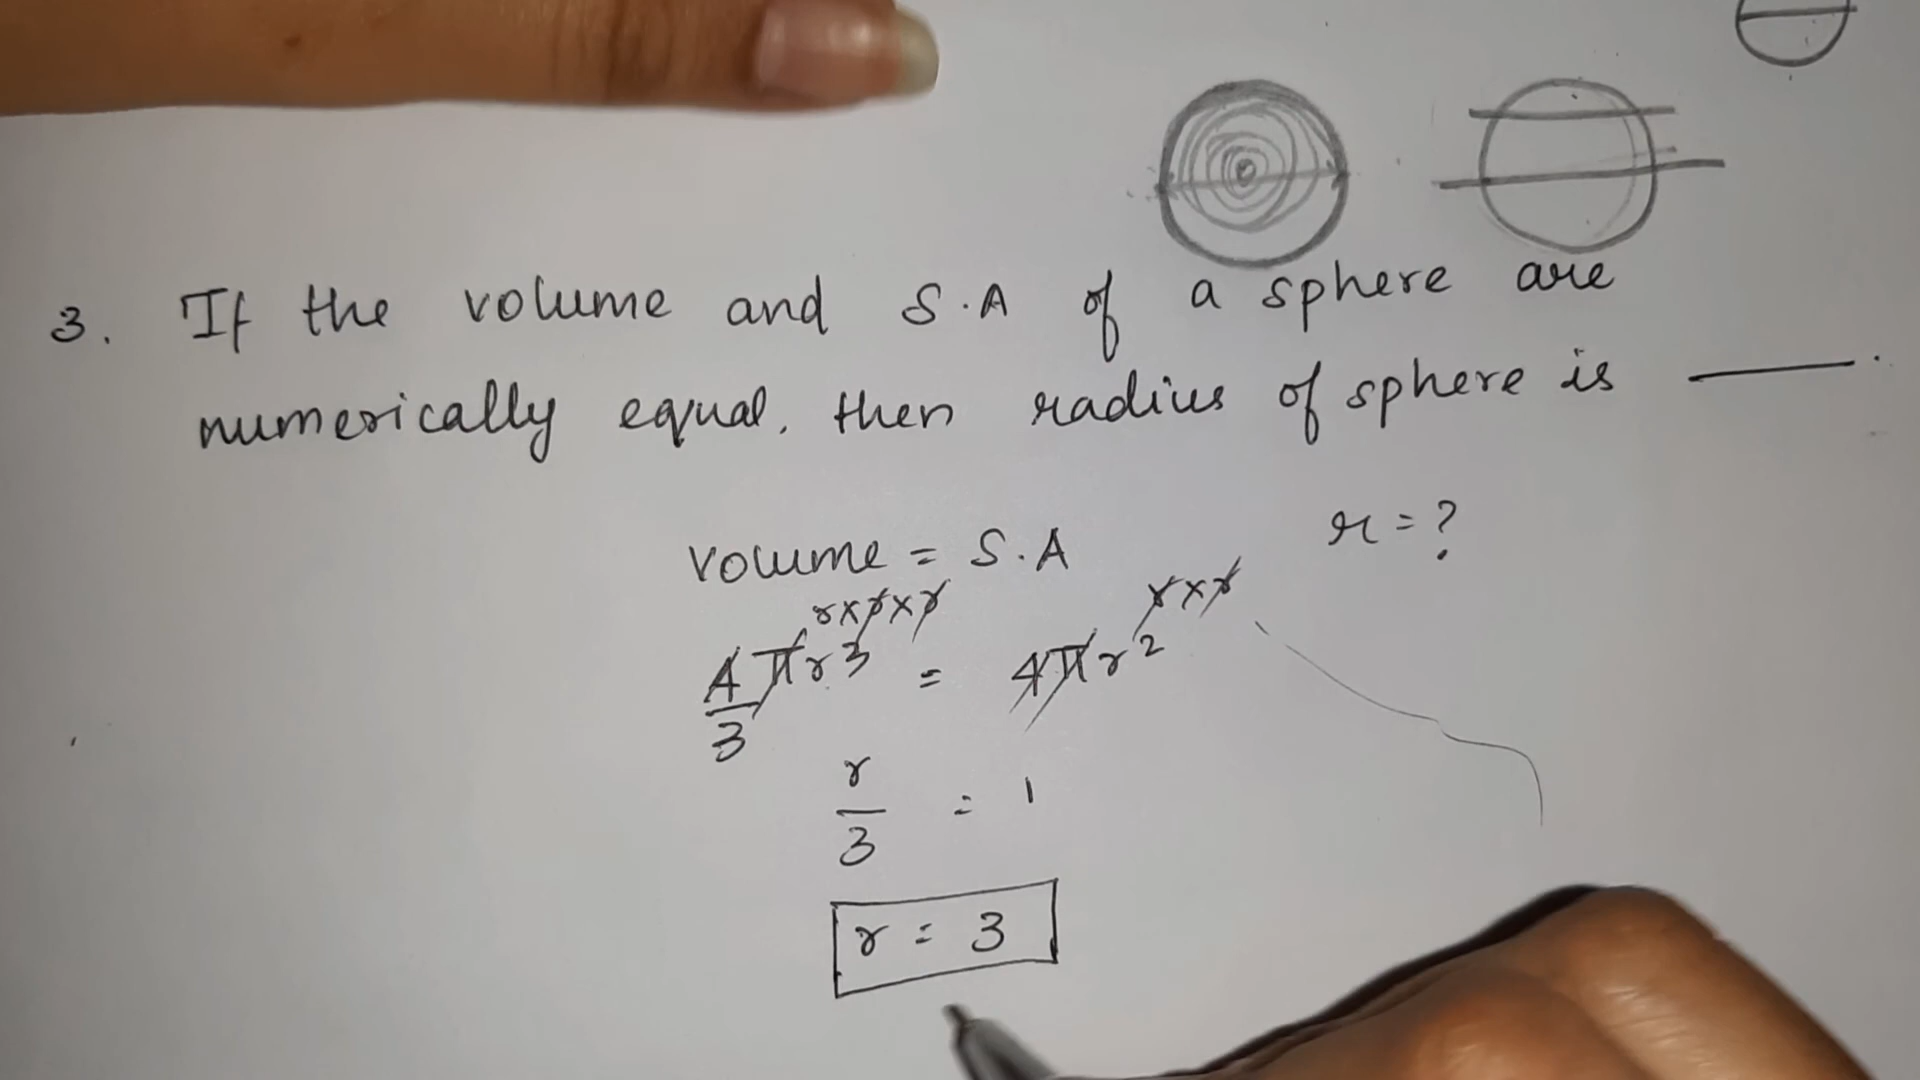 3. If the volume and S.A of a sphere are
numerically equal, then radius of sphere is ——.
volume = S.A
r = ?
r×r×r
r×r
4/3 πr3 = 4πr2
r/3 = 1
r = 3